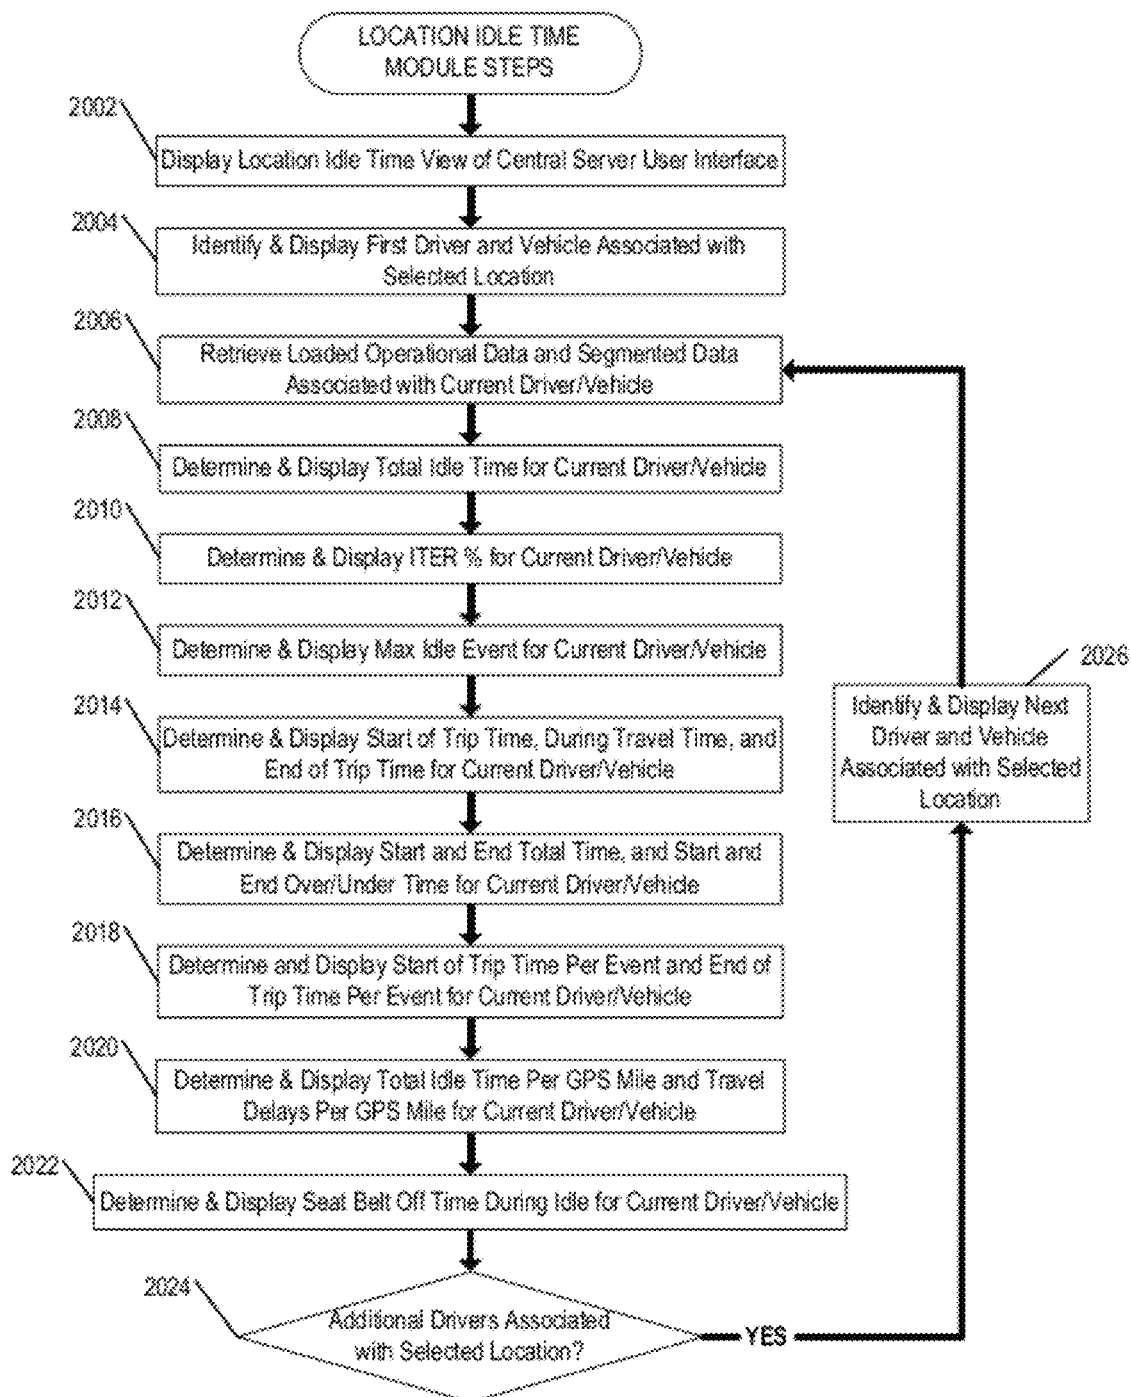 LOCATION IDLE TIME
MODULE STEPS
2002
Display Location Idle Time View of Central Server User Interface
2004
Identify & Display First Driver and Vehicle Associated with
Selected Location
2006
Retrieve Loaded Operational Data and Segmented Data
Associated with Current Driver/Vehicle
2008
Determine & Display Total Idle Time for Current Driver/Vehicle
2010
Determine & Display ITER % for Current Driver/Vehicle
2012
Determine & Display Max Idle Event for Current Driver/Vehicle
2014
Determine & Display Start of Trip Time, During Travel Time, and
End of Trip Time for Current Driver/Vehicle
2016
Determine & Display Start and End Total Time, and Start and
End Over/Under Time for Current Driver/Vehicle
2018
Determine and Display Start of Trip Time Per Event and End of
Trip Time Per Event for Current Driver/Vehicle
2020
Determine & Display Total Idle Time Per GPS Mile and Travel
Delays Per GPS Mile for Current Driver/Vehicle
2022
Determine & Display Seat Belt Off Time During Idle for Current Driver/Vehicle
2024
Additional Drivers Associated
with Selected Location?
YES
2026
Identify & Display Next
Driver and Vehicle
Associated with Selected
Location